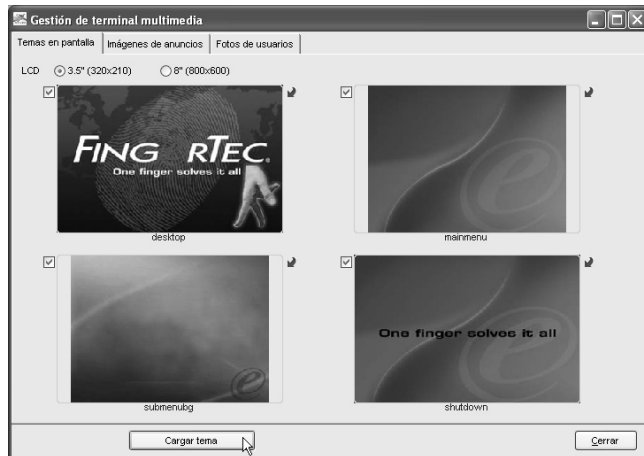 Gestión de terminal multimedia
Temas en pantalla
Imágenes de anuncios
Fotos de usuarios
LCD
3.5" (320x210)
8" (800x600)
FING RTEC.
One finger solves it all
desktop
mainmenu
One finger solves it all
submenubg
shutdown
Cargar tema
Cerrar